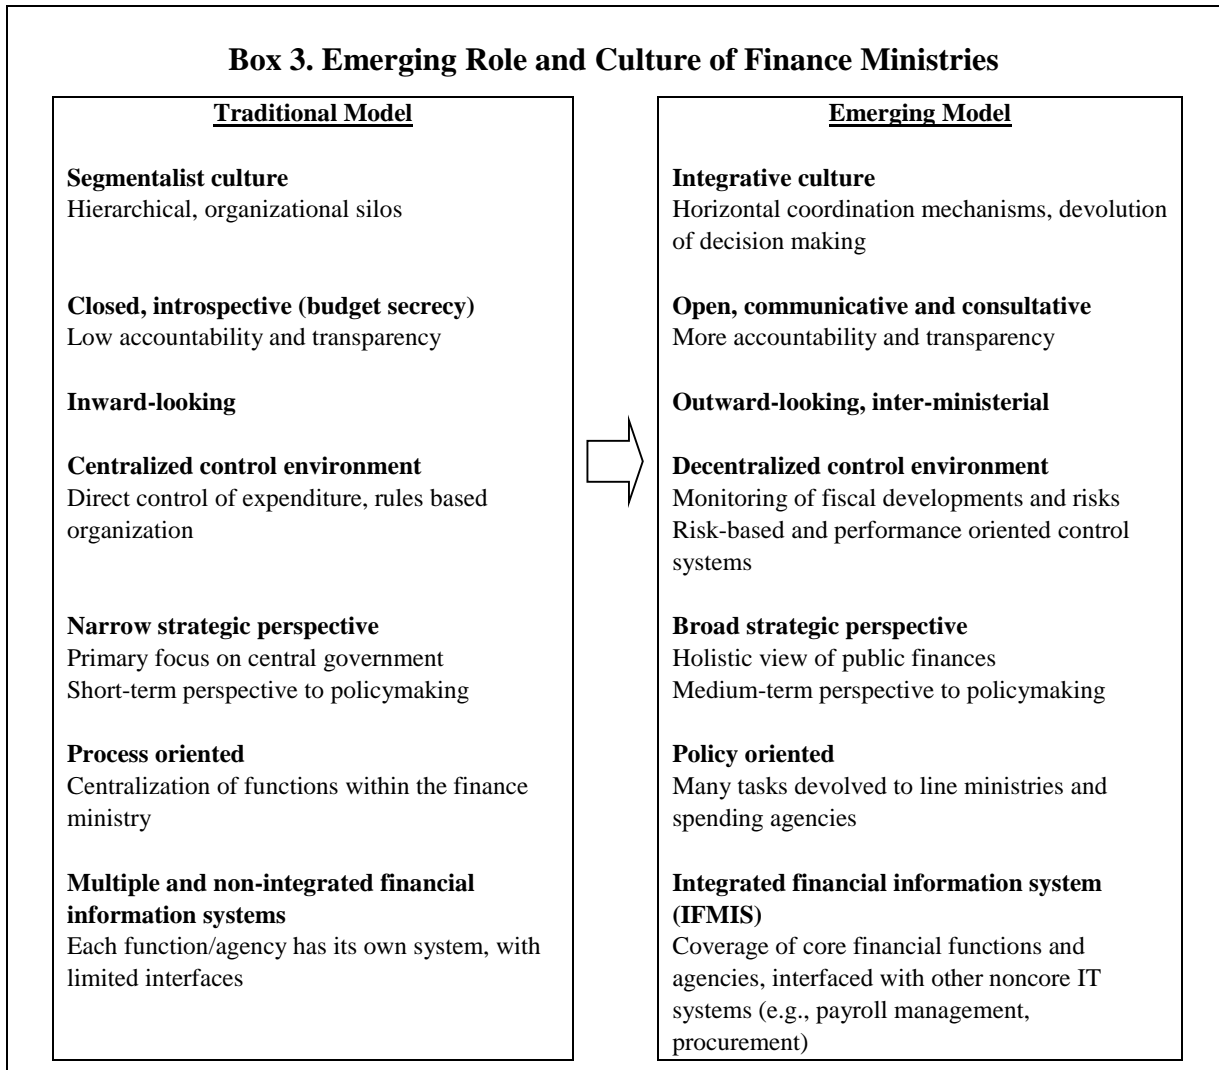 Box 3. Emerging Role and Culture of Finance Ministries
Traditional Model
Segmentalist culture
Hierarchical, organizational silos
Closed, introspective (budget secrecy)
Low accountability and transparency
Inward-looking
Centralized control environment
Direct control of expenditure, rules based
organization
Narrow strategic perspective
Primary focus on central government
Short-term perspective to policymaking
Process oriented
Centralization of functions within the finance
ministry
Multiple and non-integrated financial
information systems
Each function/agency has its own system, with
limited interfaces
Emerging Model
Integrative culture
Horizontal coordination mechanisms, devolution
of decision making
Open, communicative and consultative
More accountability and transparency
Outward-looking, inter-ministerial
Decentralized control environment
Monitoring of fiscal developments and risks
Risk-based and performance oriented control
systems
Broad strategic perspective
Holistic view of public finances
Medium-term perspective to policymaking
Policy oriented
Many tasks devolved to line ministries and
spending agencies
Integrated financial information system
(IFMIS)
Coverage of core financial functions and
agencies, interfaced with other noncore IT
systems (e.g., payroll management,
procurement)